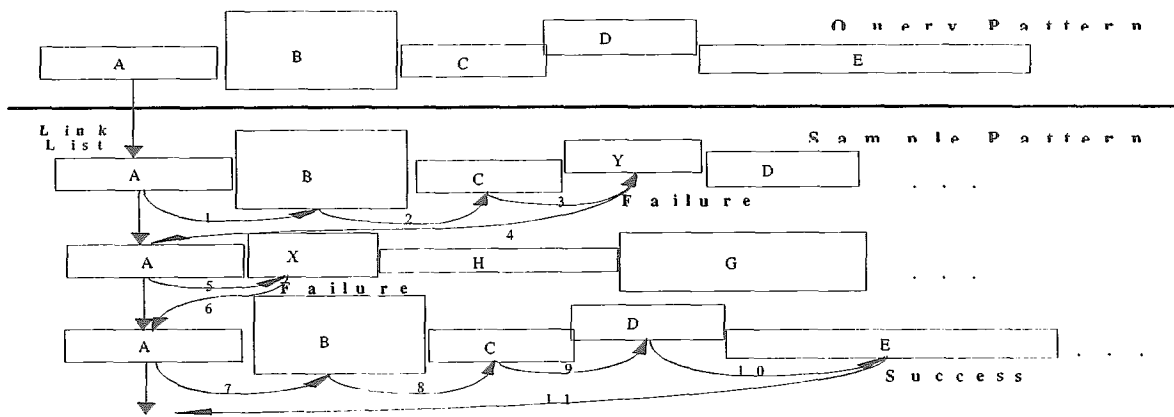 Query Pattern
A B C D E
Link
List
Sample Pattern
A B C Y D . . .
1 2 3 Failure
4
A X H G . . .
5 Failure
6
A B C D E . . .
7 8 9 10 Success
11